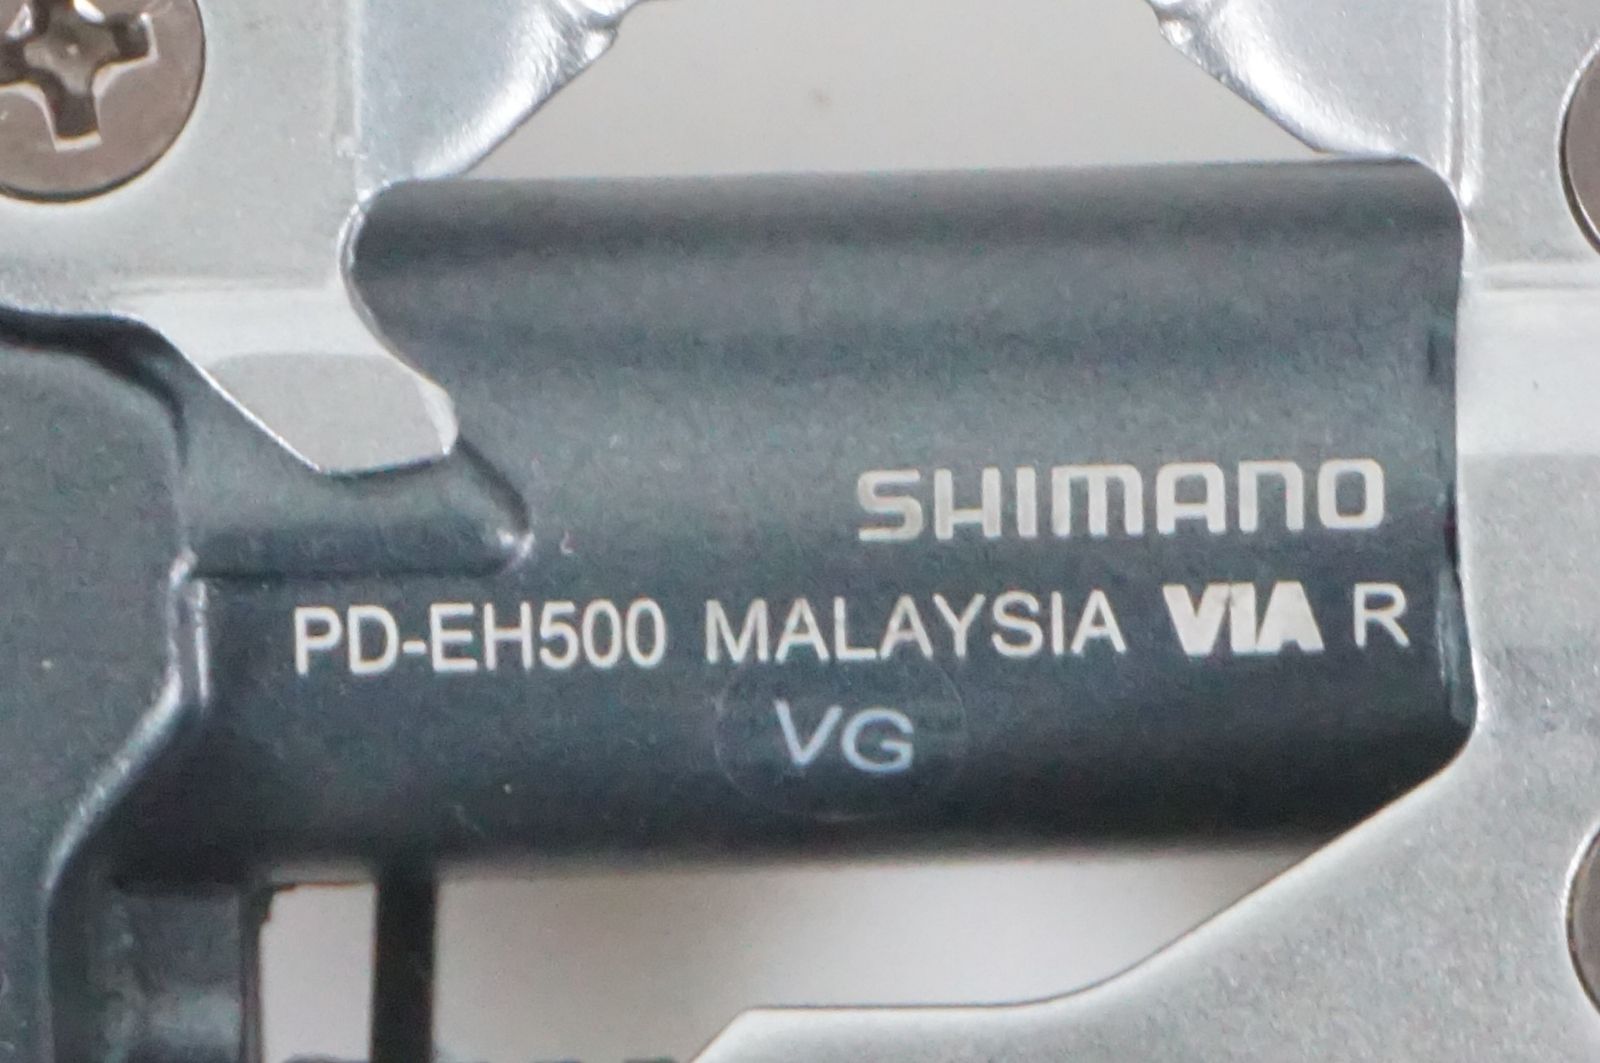 SHIMANO
PD-EH500 MALAYSIA VIA R
VG